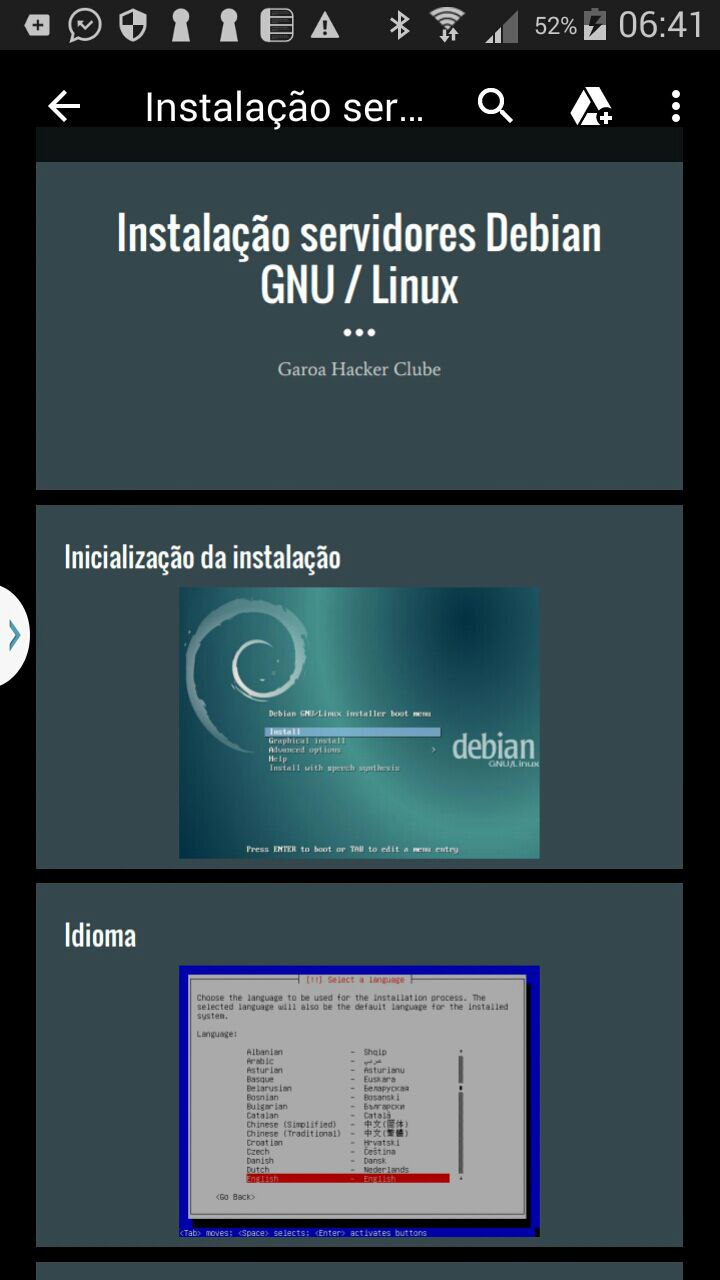 52% 06:41
Instalação ser...
Instalação servidores Debian
GNU / Linux
Garoa Hacker Clube
Inicialização da instalação
Debian GNU/Linux installer boot menu
Install
Graphical install
Advanced options >
Help
Install with speech synthesis
debian
GNU/Linux
Press ENTER to boot or TAB to edit a menu entry
Idioma
[!!] Select a language
Choose the language to be used for the installation process. The
selected language will also be the default language for the installed
system.
Language:
Albanian - Shqip
Arabic - عربي
Asturian - Asturianu
Basque - Euskara
Belarusian - Беларуская
Bosnian - Bosanski
Bulgarian - Български
Catalan - Català
Chinese (Simplified) - 中文(简体)
Chinese (Traditional) - 中文(繁體)
Croatian - Hrvatski
Czech - Čeština
Danish - Dansk
Dutch - Nederlands
English - English
<Go Back>
<Tab> moves; <Space> selects; <Enter> activates buttons